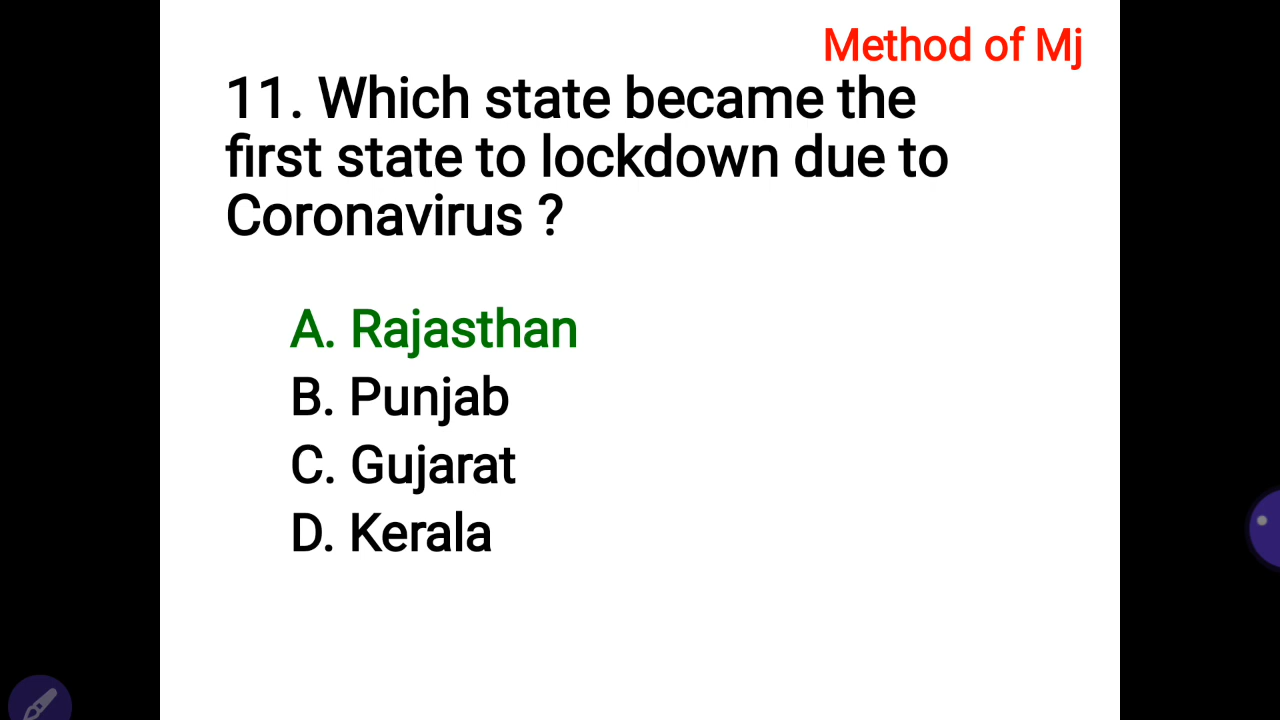 Method of Mj
11. Which state became the
first state to lockdown due to
Coronavirus ?
A. Rajasthan
B. Punjab
C. Gujarat
D. Kerala